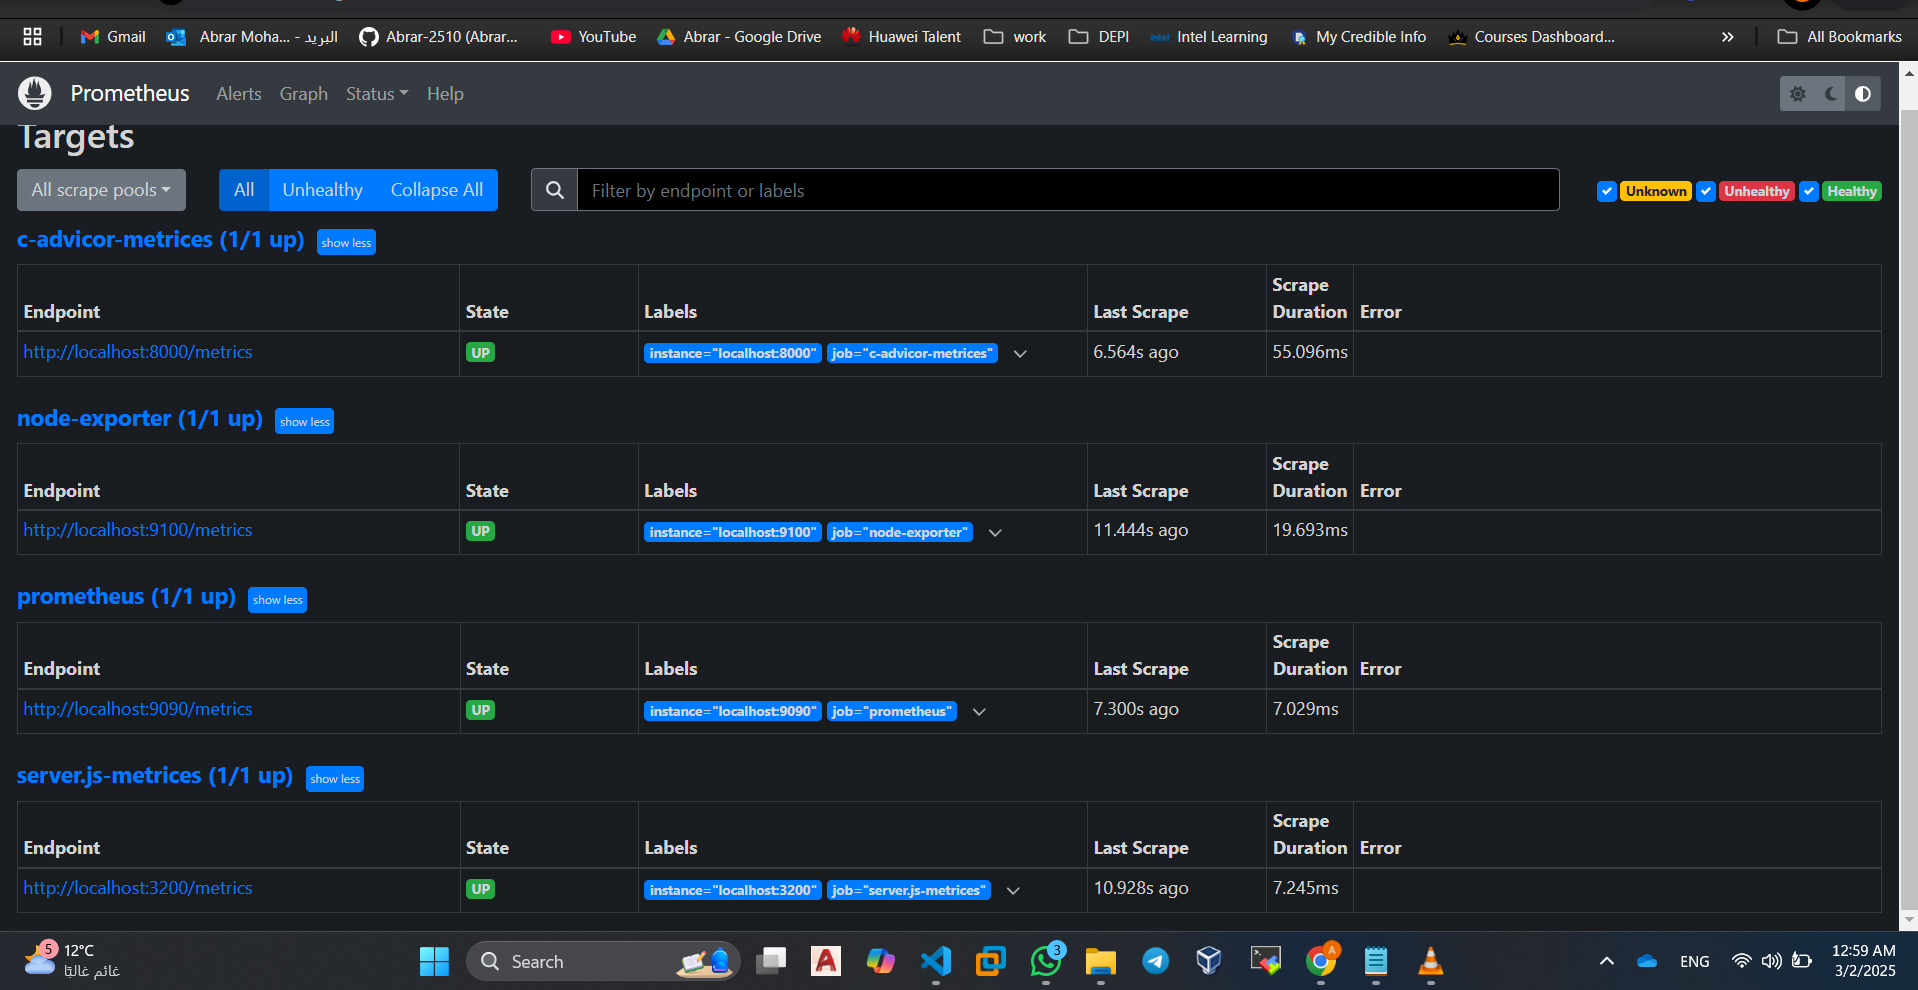 Gmail Abrar Moha... - البريد Abrar-2510 (Abrar... YouTube Abrar - Google Drive Huawei Talent work DEPI intel Intel Learning My Credible Info Courses Dashboard... » All Bookmarks
Prometheus Alerts Graph Status Help
Targets
All scrape pools All Unhealthy Collapse All Filter by endpoint or labels Unknown Unhealthy Healthy
c-advicor-metrices (1/1 up) show less
Endpoint State Labels Last Scrape Scrape Duration Error
http://localhost:8000/metrics UP instance="localhost:8000" job="c-advicor-metrices" 6.564s ago 55.096ms
node-exporter (1/1 up) show less
Endpoint State Labels Last Scrape Scrape Duration Error
http://localhost:9100/metrics UP instance="localhost:9100" job="node-exporter" 11.444s ago 19.693ms
prometheus (1/1 up) show less
Endpoint State Labels Last Scrape Scrape Duration Error
http://localhost:9090/metrics UP instance="localhost:9090" job="prometheus" 7.300s ago 7.029ms
server.js-metrices (1/1 up) show less
Endpoint State Labels Last Scrape Scrape Duration Error
http://localhost:3200/metrics UP instance="localhost:3200" job="server.js-metrices" 10.928s ago 7.245ms
5 12°C Search 3 A ENG 12:59 AM
غائم غالبًا 3/2/2025